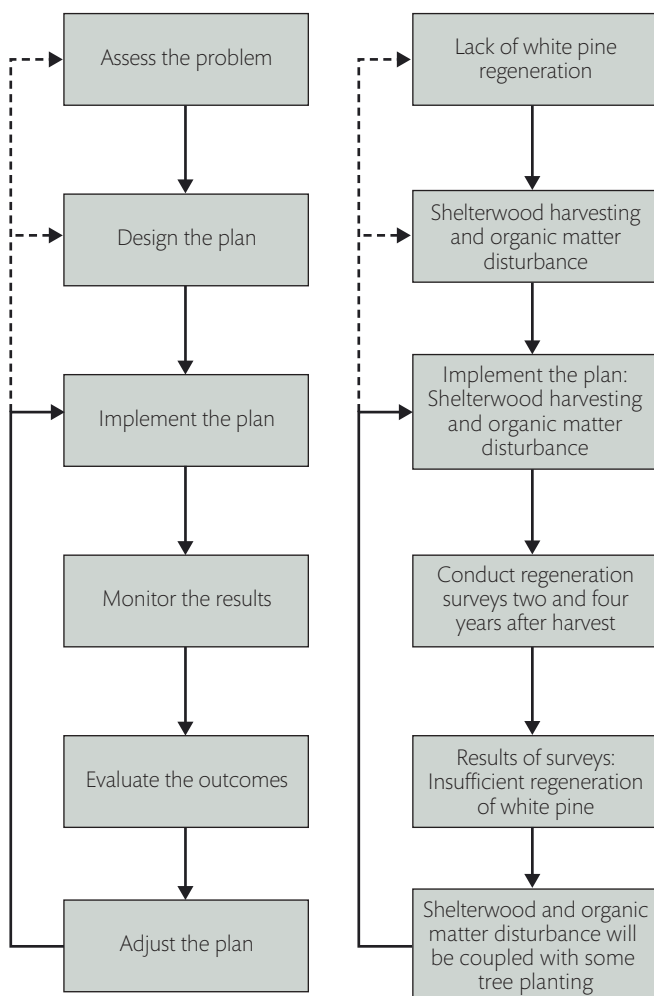 Assess the problem
Design the plan
Implement the plan
Monitor the results
Evaluate the outcomes
Adjust the plan
Lack of white pine
regeneration
Shelterwood harvesting
and organic matter
disturbance
Implement the plan:
Shelterwood harvesting
and organic matter
disturbance
Conduct regeneration
surveys two and four
years after harvest
Results of surveys:
Insufficient regeneration
of white pine
Shelterwood and organic
matter disturbance will
be coupled with some
tree planting